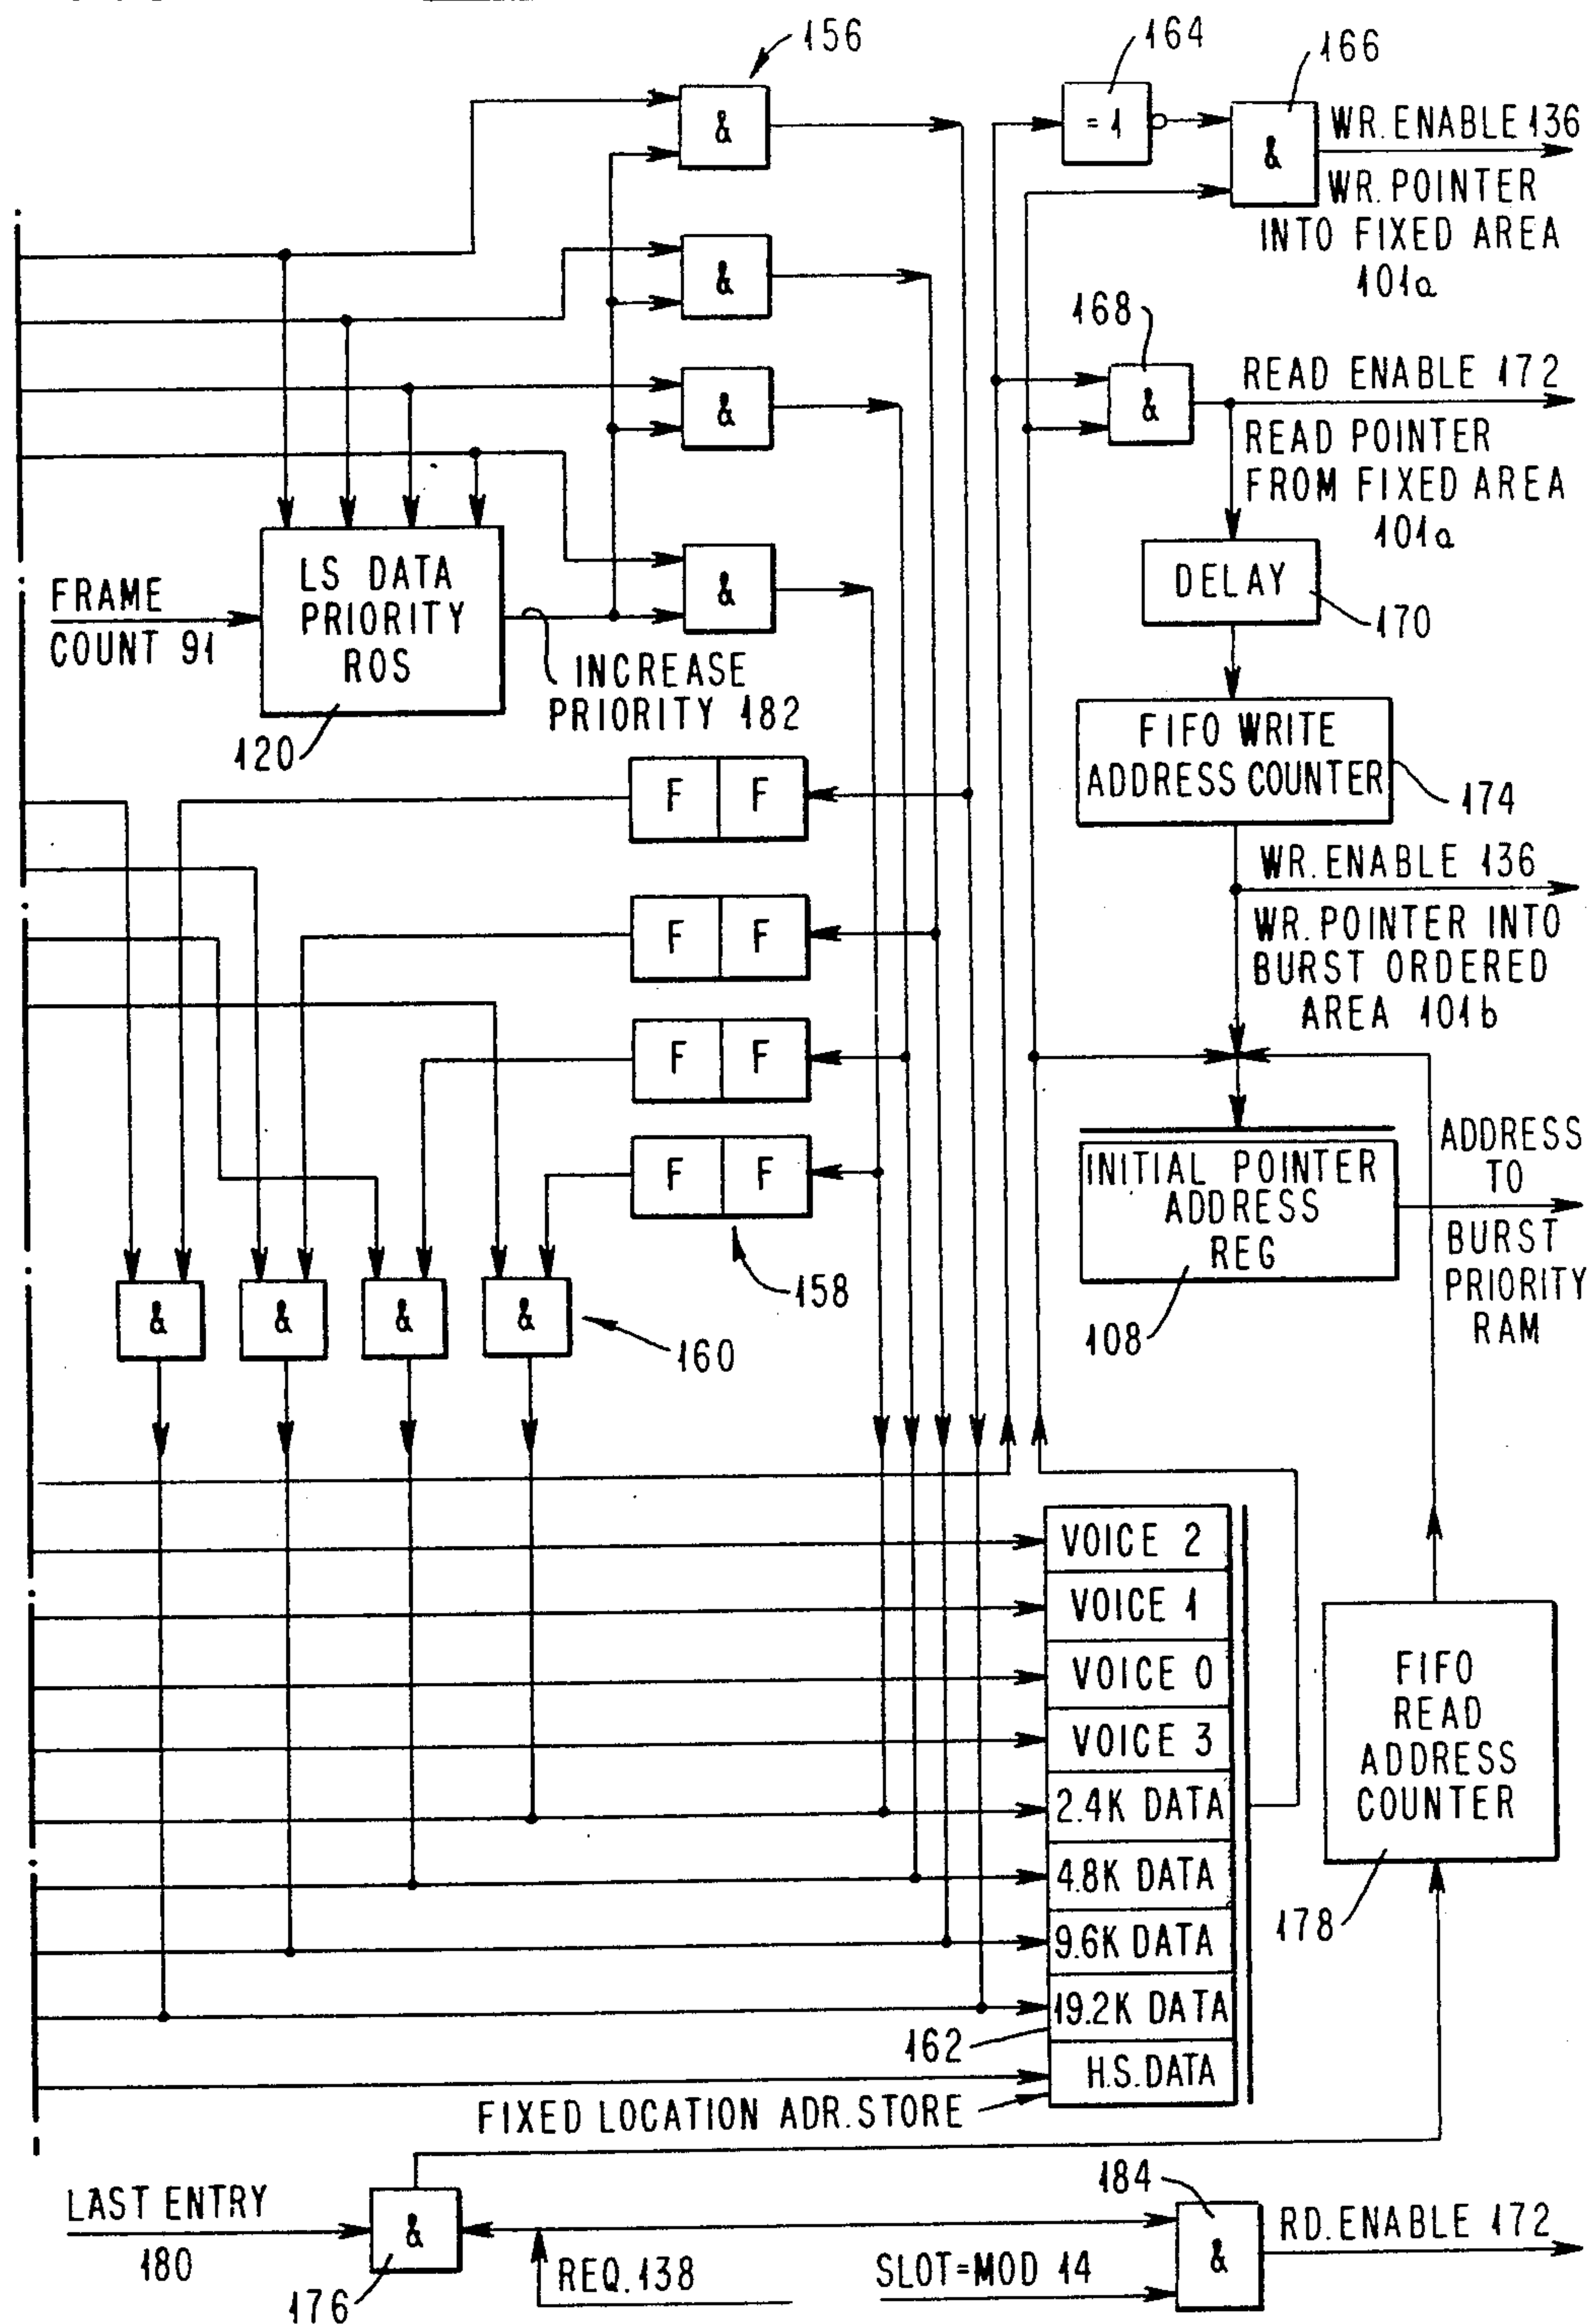 156
164
166
&
= 1
&
WR. ENABLE 136
WR. POINTER
INTO FIXED AREA
101a
&
168
&
READ ENABLE 172
READ POINTER
FROM FIXED AREA
101a
&
DELAY
170
FRAME
COUNT 91
LS DATA
PRIORITY
ROS
120
&
INCREASE
PRIORITY 182
FIFO WRITE
ADDRESS COUNTER
174
F F
WR. ENABLE 136
WR. POINTER INTO
BURST ORDERED
AREA 101b
F F
F F
F F
158
INITIAL POINTER
ADDRESS
REG
108
ADDRESS
TO
BURST
PRIORITY
RAM
& & & &
160
VOICE 2
VOICE 1
VOICE 0
VOICE 3
2.4K DATA
4.8K DATA
9.6K DATA
19.2K DATA
H.S. DATA
162
FIXED LOCATION ADR. STORE
FIFO
READ
ADDRESS
COUNTER
178
LAST ENTRY
180
&
176
REQ. 138
SLOT=MOD 14
184
&
RD. ENABLE 172